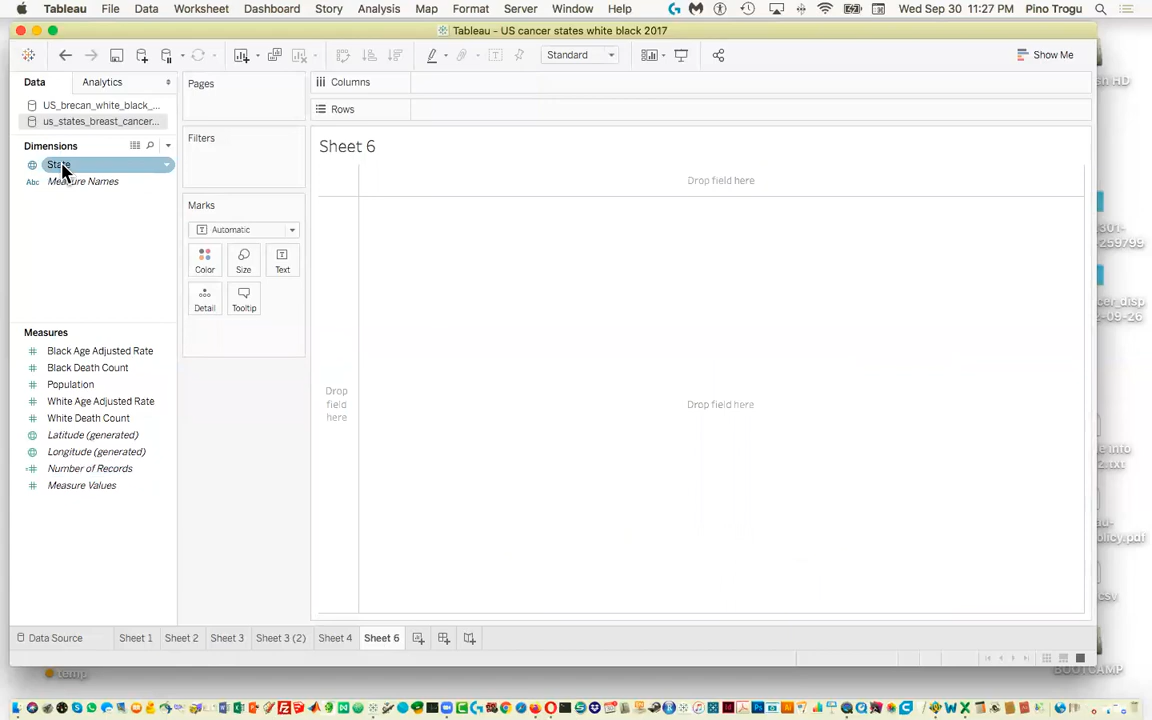 Tableau File Data Worksheet Dashboard Story Analysis Map Format Server Window Help Wed Sep 30 11:27 PM Pino Trogu
Tableau - US cancer states white black 2017
Standard Show Me
Data Analytics Pages Columns
US_brecan_white_black_...
us_states_breast_cancer...
Rows
Dimensions Filters
Sheet 6
State
Abc Measure Names
Drop field here
Marks
Automatic
Color Size Text
Detail Tooltip
Measures
Black Age Adjusted Rate
Black Death Count
Population
White Age Adjusted Rate
White Death Count
Latitude (generated)
Longitude (generated)
Number of Records
Measure Values
Drop
field
here
Drop field here
Data Source Sheet 1 Sheet 2 Sheet 3 Sheet 3 (2) Sheet 4 Sheet 6
temp
BOOTCAMP